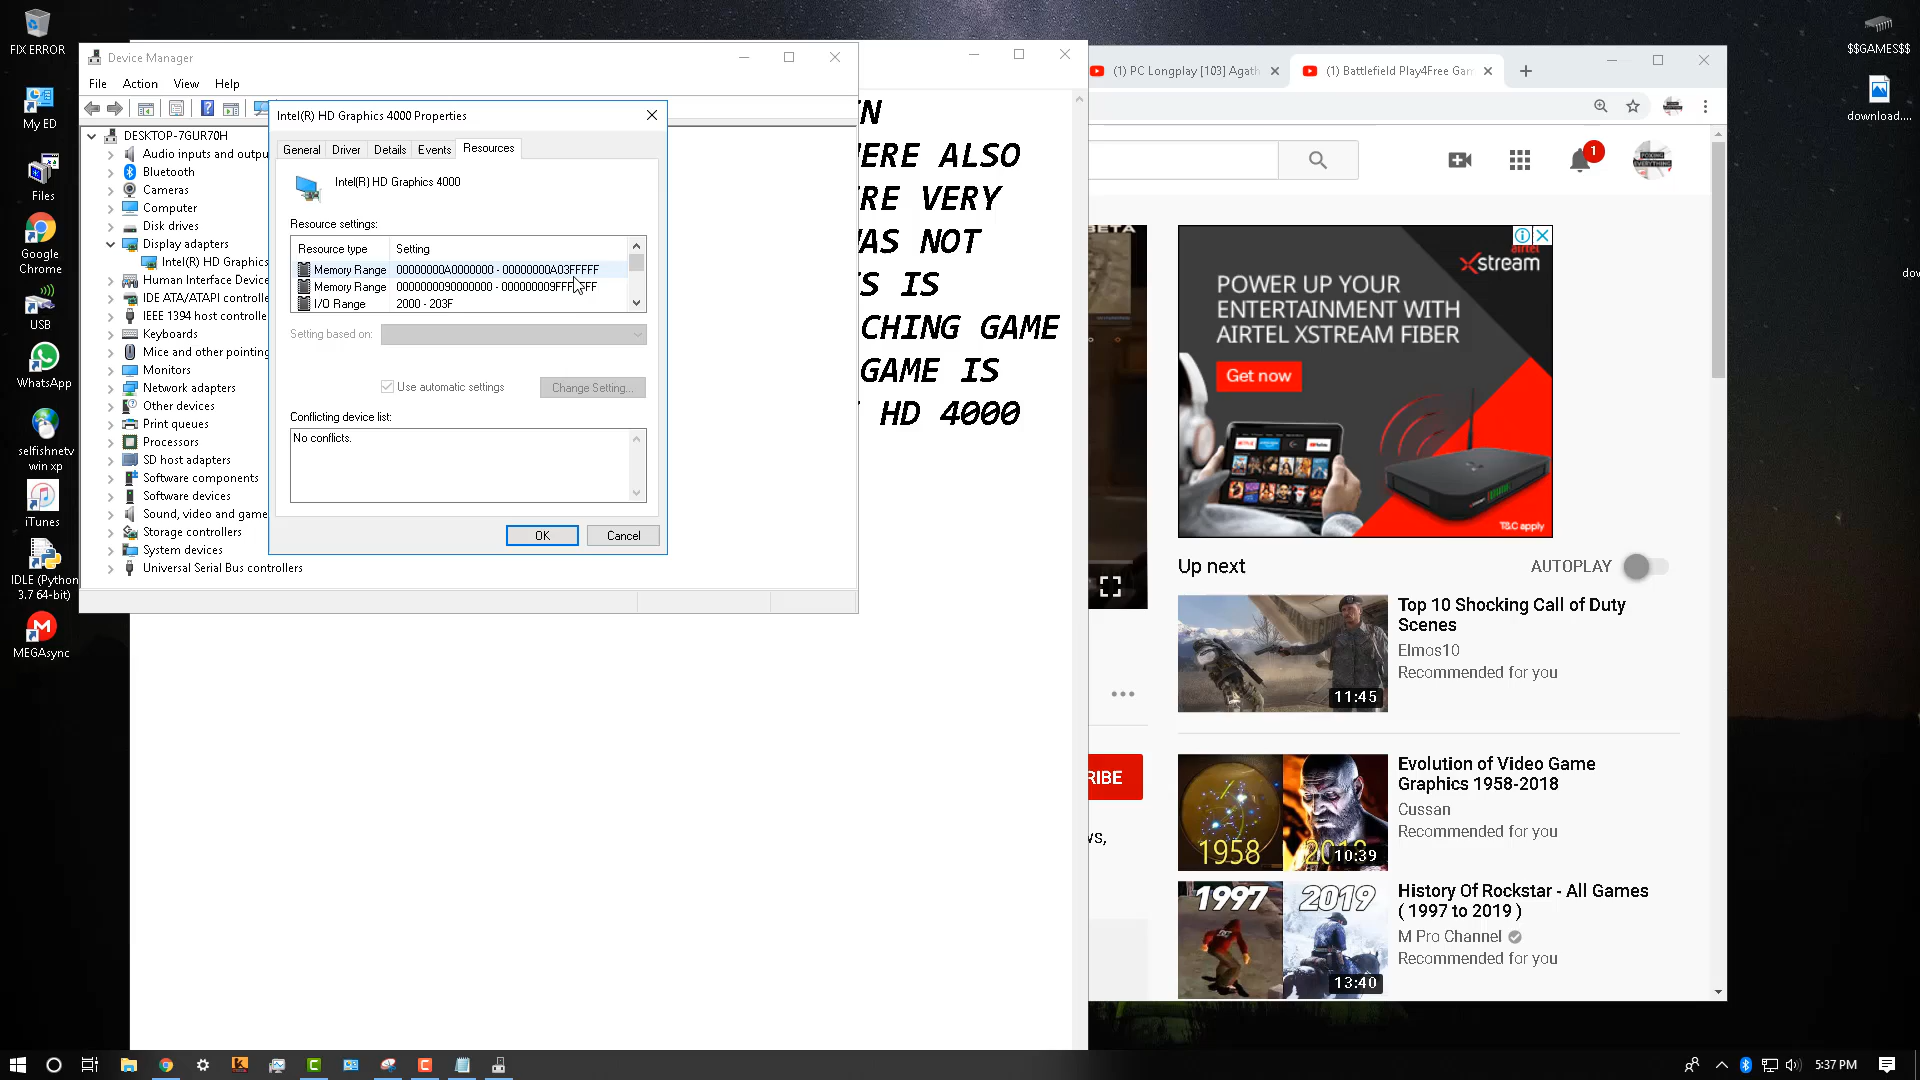 FIX ERROR
My ED
Files
Google
Chrome
USB
WhatsApp
selfishnetv
win xp
iTunes
IDLE (Python
3.7 64-bit)
MEGAsync
Device Manager
File Action View Help
DESKTOP-7GUR70H
Audio inputs and outpu
Bluetooth
Cameras
Computer
Disk drives
Display adapters
Intel(R) HD Graphics
Human Interface Device
IDE ATA/ATAPI controlle
IEEE 1394 host controlle
Keyboards
Mice and other pointing
Monitors
Network adapters
Other devices
Print queues
Processors
SD host adapters
Software components
Software devices
Sound, video and game
Storage controllers
System devices
Universal Serial Bus controllers
Intel(R) HD Graphics 4000 Properties
General Driver Details Events Resources
Intel(R) HD Graphics 4000
Resource settings:
Resource type Setting
Memory Range 00000000A0000000 - 00000000A03FFFFF
Memory Range 0000000090000000 -
I/O Range 2000 - 203F
Setting based on:
Use automatic settings
Change Setting...
Conflicting device list:
No conflicts.
OK Cancel
ERE ALSO
RE VERY
AS NOT
S IS
CHING GAME
GAME IS
HD 4000
(1) PC Longplay [103] Agath
(1) Battlefield Play4Free Gam
1
BETA
airtel
Xstream
POWER UP YOUR
ENTERTAINMENT WITH
AIRTEL XSTREAM FIBER
Get now
T&C apply
Up next
AUTOPLAY
Top 10 Shocking Call of Duty
Scenes
Elmos10
Recommended for you
11:45
RIBE
vs,
Evolution of Video Game
Graphics 1958-2018
Cussan
Recommended for you
1958
10:39
1997 2019
History Of Rockstar - All Games
( 1997 to 2019 )
M Pro Channel
Recommended for you
13:40
$$GAMES$$
download....
dow
5:37 PM